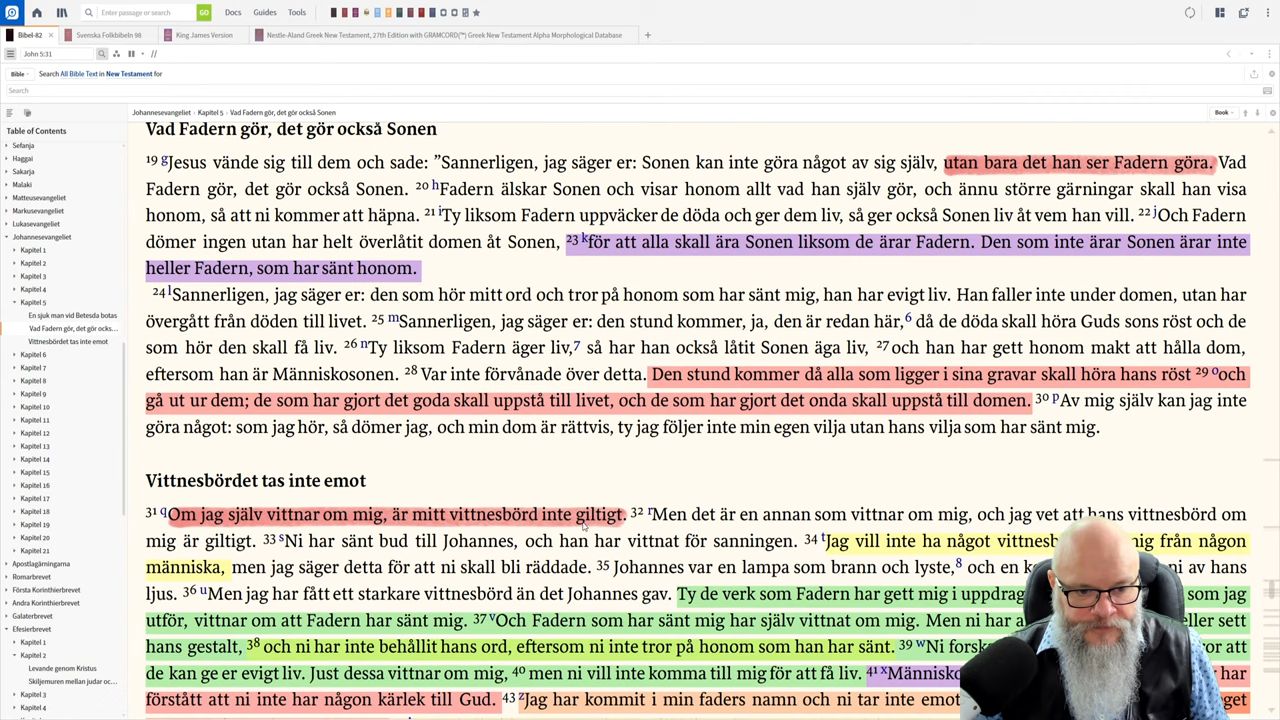 Enter passage or search GO Docs Guides Tools
Bibel-82 Svenska Folkbibeln 98 King James Version Nestle-Aland Greek New Testament, 27th Edition with GRAMCORD(™) Greek New Testament Alpha Morphological Database
John 5:31
Bible Search All Bible Text in New Testament for
Search
Johannesevangeliet › Kapitel 5 › Vad Fadern gör, det gör också Sonen Book
Table of Contents
Sefanja
Haggai
Sakarja
Malaki
Matteusevangeliet
Markusevangeliet
Lukasevangeliet
Johannesevangeliet
Kapitel 1
Kapitel 2
Kapitel 3
Kapitel 4
Kapitel 5
En sjuk man vid Betesda botas
Vad Fadern gör, det gör ocks...
Vittnesbördet tas inte emot
Kapitel 6
Kapitel 7
Kapitel 8
Kapitel 9
Kapitel 10
Kapitel 11
Kapitel 12
Kapitel 13
Kapitel 14
Kapitel 15
Kapitel 16
Kapitel 17
Kapitel 18
Kapitel 19
Kapitel 20
Kapitel 21
Apostlagärningarna
Romarbrevet
Första Korinthierbrevet
Andra Korinthierbrevet
Galaterbrevet
Efesierbrevet
Kapitel 1
Kapitel 2
Levande genom Kristus
Skiljemuren mellan judar oc...
Kapitel 3
Kapitel 4
Vad Fadern gör, det gör också Sonen
19 gJesus vände sig till dem och sade: ”Sannerligen, jag säger er: Sonen kan inte göra något av sig själv, utan bara det han ser Fadern göra. Vad
Fadern gör, det gör också Sonen. 20 hFadern älskar Sonen och visar honom allt vad han själv gör, och ännu större gärningar skall han visa
honom, så att ni kommer att häpna. 21 iTy liksom Fadern uppväcker de döda och ger dem liv, så ger också Sonen liv åt vem han vill. 22 jOch Fadern
dömer ingen utan har helt överlåtit domen åt Sonen, 23 kför att alla skall ära Sonen liksom de ärar Fadern. Den som inte ärar Sonen ärar inte
heller Fadern, som har sänt honom.
24 lSannerligen, jag säger er: den som hör mitt ord och tror på honom som har sänt mig, han har evigt liv. Han faller inte under domen, utan har
övergått från döden till livet. 25 mSannerligen, jag säger er: den stund kommer, ja, den är redan här,6 då de döda skall höra Guds sons röst och de
som hör den skall få liv. 26 nTy liksom Fadern äger liv,7 så har han också låtit Sonen äga liv, 27och han har gett honom makt att hålla dom,
eftersom han är Människosonen. 28 Var inte förvånade över detta. Den stund kommer då alla som ligger i sina gravar skall höra hans röst 29 ooch
gå ut ur dem; de som har gjort det goda skall uppstå till livet, och de som har gjort det onda skall uppstå till domen. 30 pAv mig själv kan jag inte
göra något: som jag hör, så dömer jag, och min dom är rättvis, ty jag följer inte min egen vilja utan hans vilja som har sänt mig.
Vittnesbördet tas inte emot
31 qOm jag själv vittnar om mig, är mitt vittnesbörd inte giltigt. 32 rMen det är en annan som vittnar om mig, och jag vet att hans vittnesbörd om
mig är giltigt. 33 sNi har sänt bud till Johannes, och han har vittnat för sanningen. 34 tJag vill inte ha något mig från någon
människa, men jag säger detta för att ni skall bli räddade. 35 Johannes var en lampa som brann och lyste,8 och en ni av hans
ljus. 36 uMen jag har fått ett starkare vittnesbörd än det Johannes gav. Ty de verk som Fadern har gett mig i som jag
utför, vittnar om att Fadern har sänt mig. 37 vOch Fadern som har sänt mig har själv vittnat om mig. Men ni sett
hans gestalt, 38 och ni har inte behållit hans ord, eftersom ni inte tror på honom som han har sänt. 39 wNi att
de kan ge er evigt liv. Just dessa vittnar om mig, 40 men ni vill inte komma till mig för att få liv. 41 x har
förstått att ni inte har någon kärlek till Gud. 43 zJag har kommit i min faders namn och ni tar inte emot